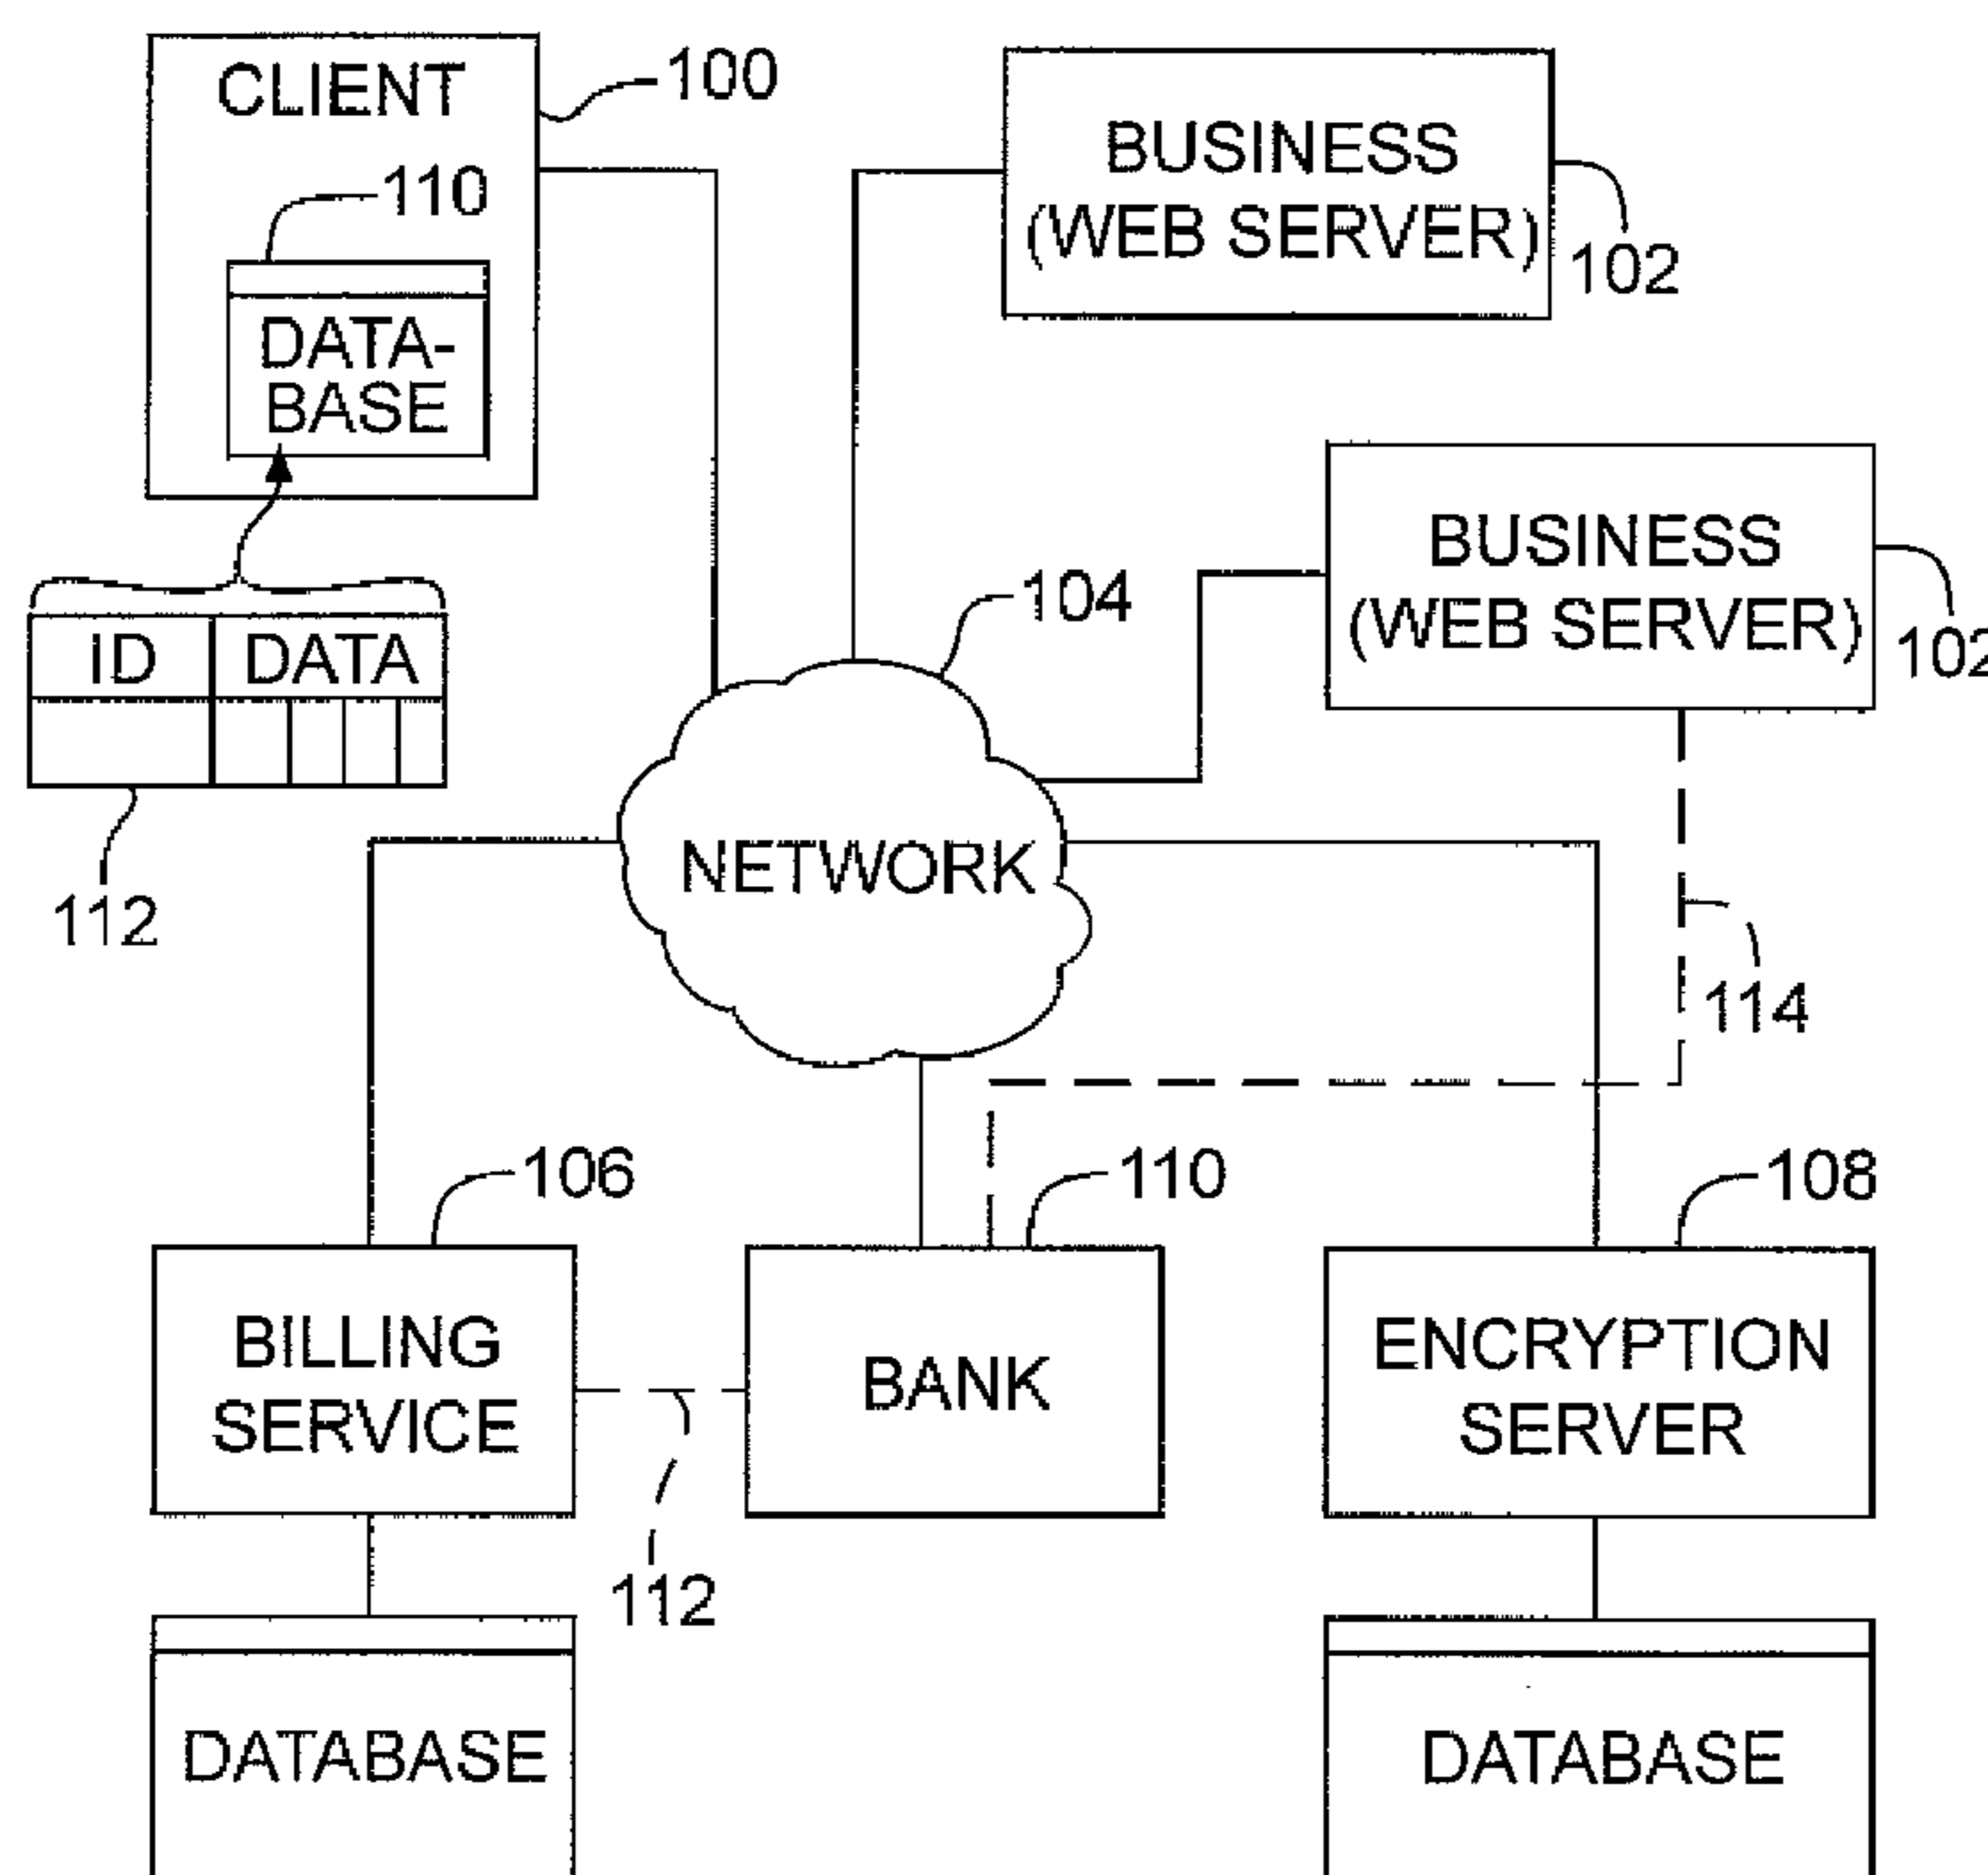 CLIENT
100
110
DATA-
BASE
ID DATA
112
BUSINESS
(WEB SERVER)
102
BUSINESS
(WEB SERVER)
102
104
NETWORK
114
106
BILLING
SERVICE
112
110
BANK
108
ENCRYPTION
SERVER
DATABASE
DATABASE